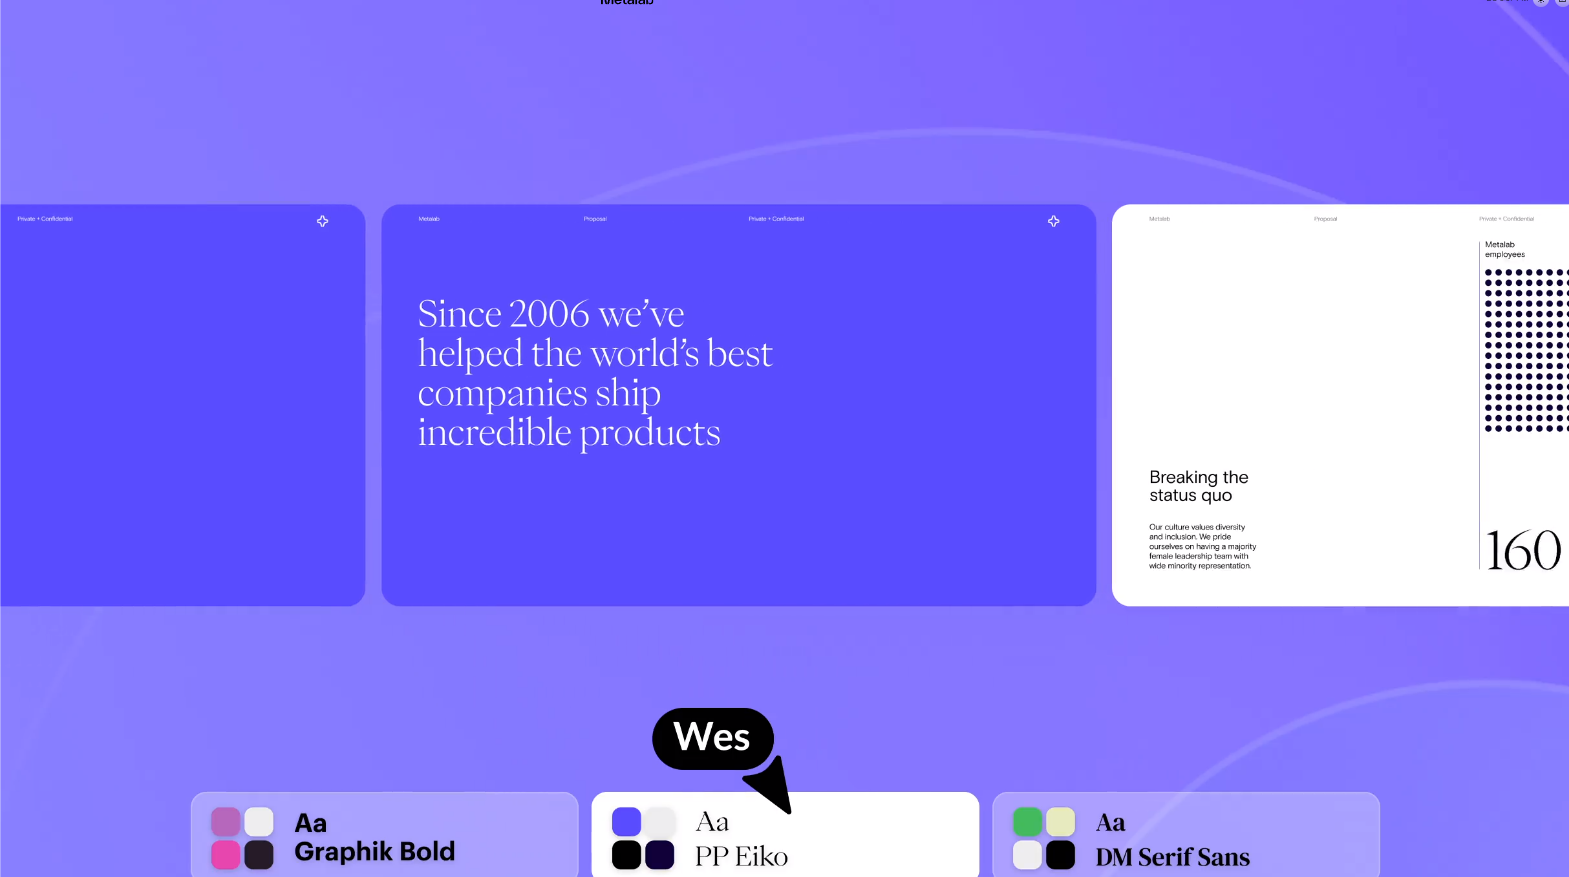 Metalab
Private + Confidential
Metalab
Proposal
Private + Confidential
Since 2006 we’ve
helped the world’s best
companies ship
incredible products
Metalab
Proposal
Private + Confidential
Metalab
employees
Breaking the
status quo
Our culture values diversity
and inclusion. We pride
ourselves on having a majority
female leadership team with
wide minority representation.
160
Wes
Aa
Graphik Bold
Aa
PP Eiko
Aa
DM Serif Sans